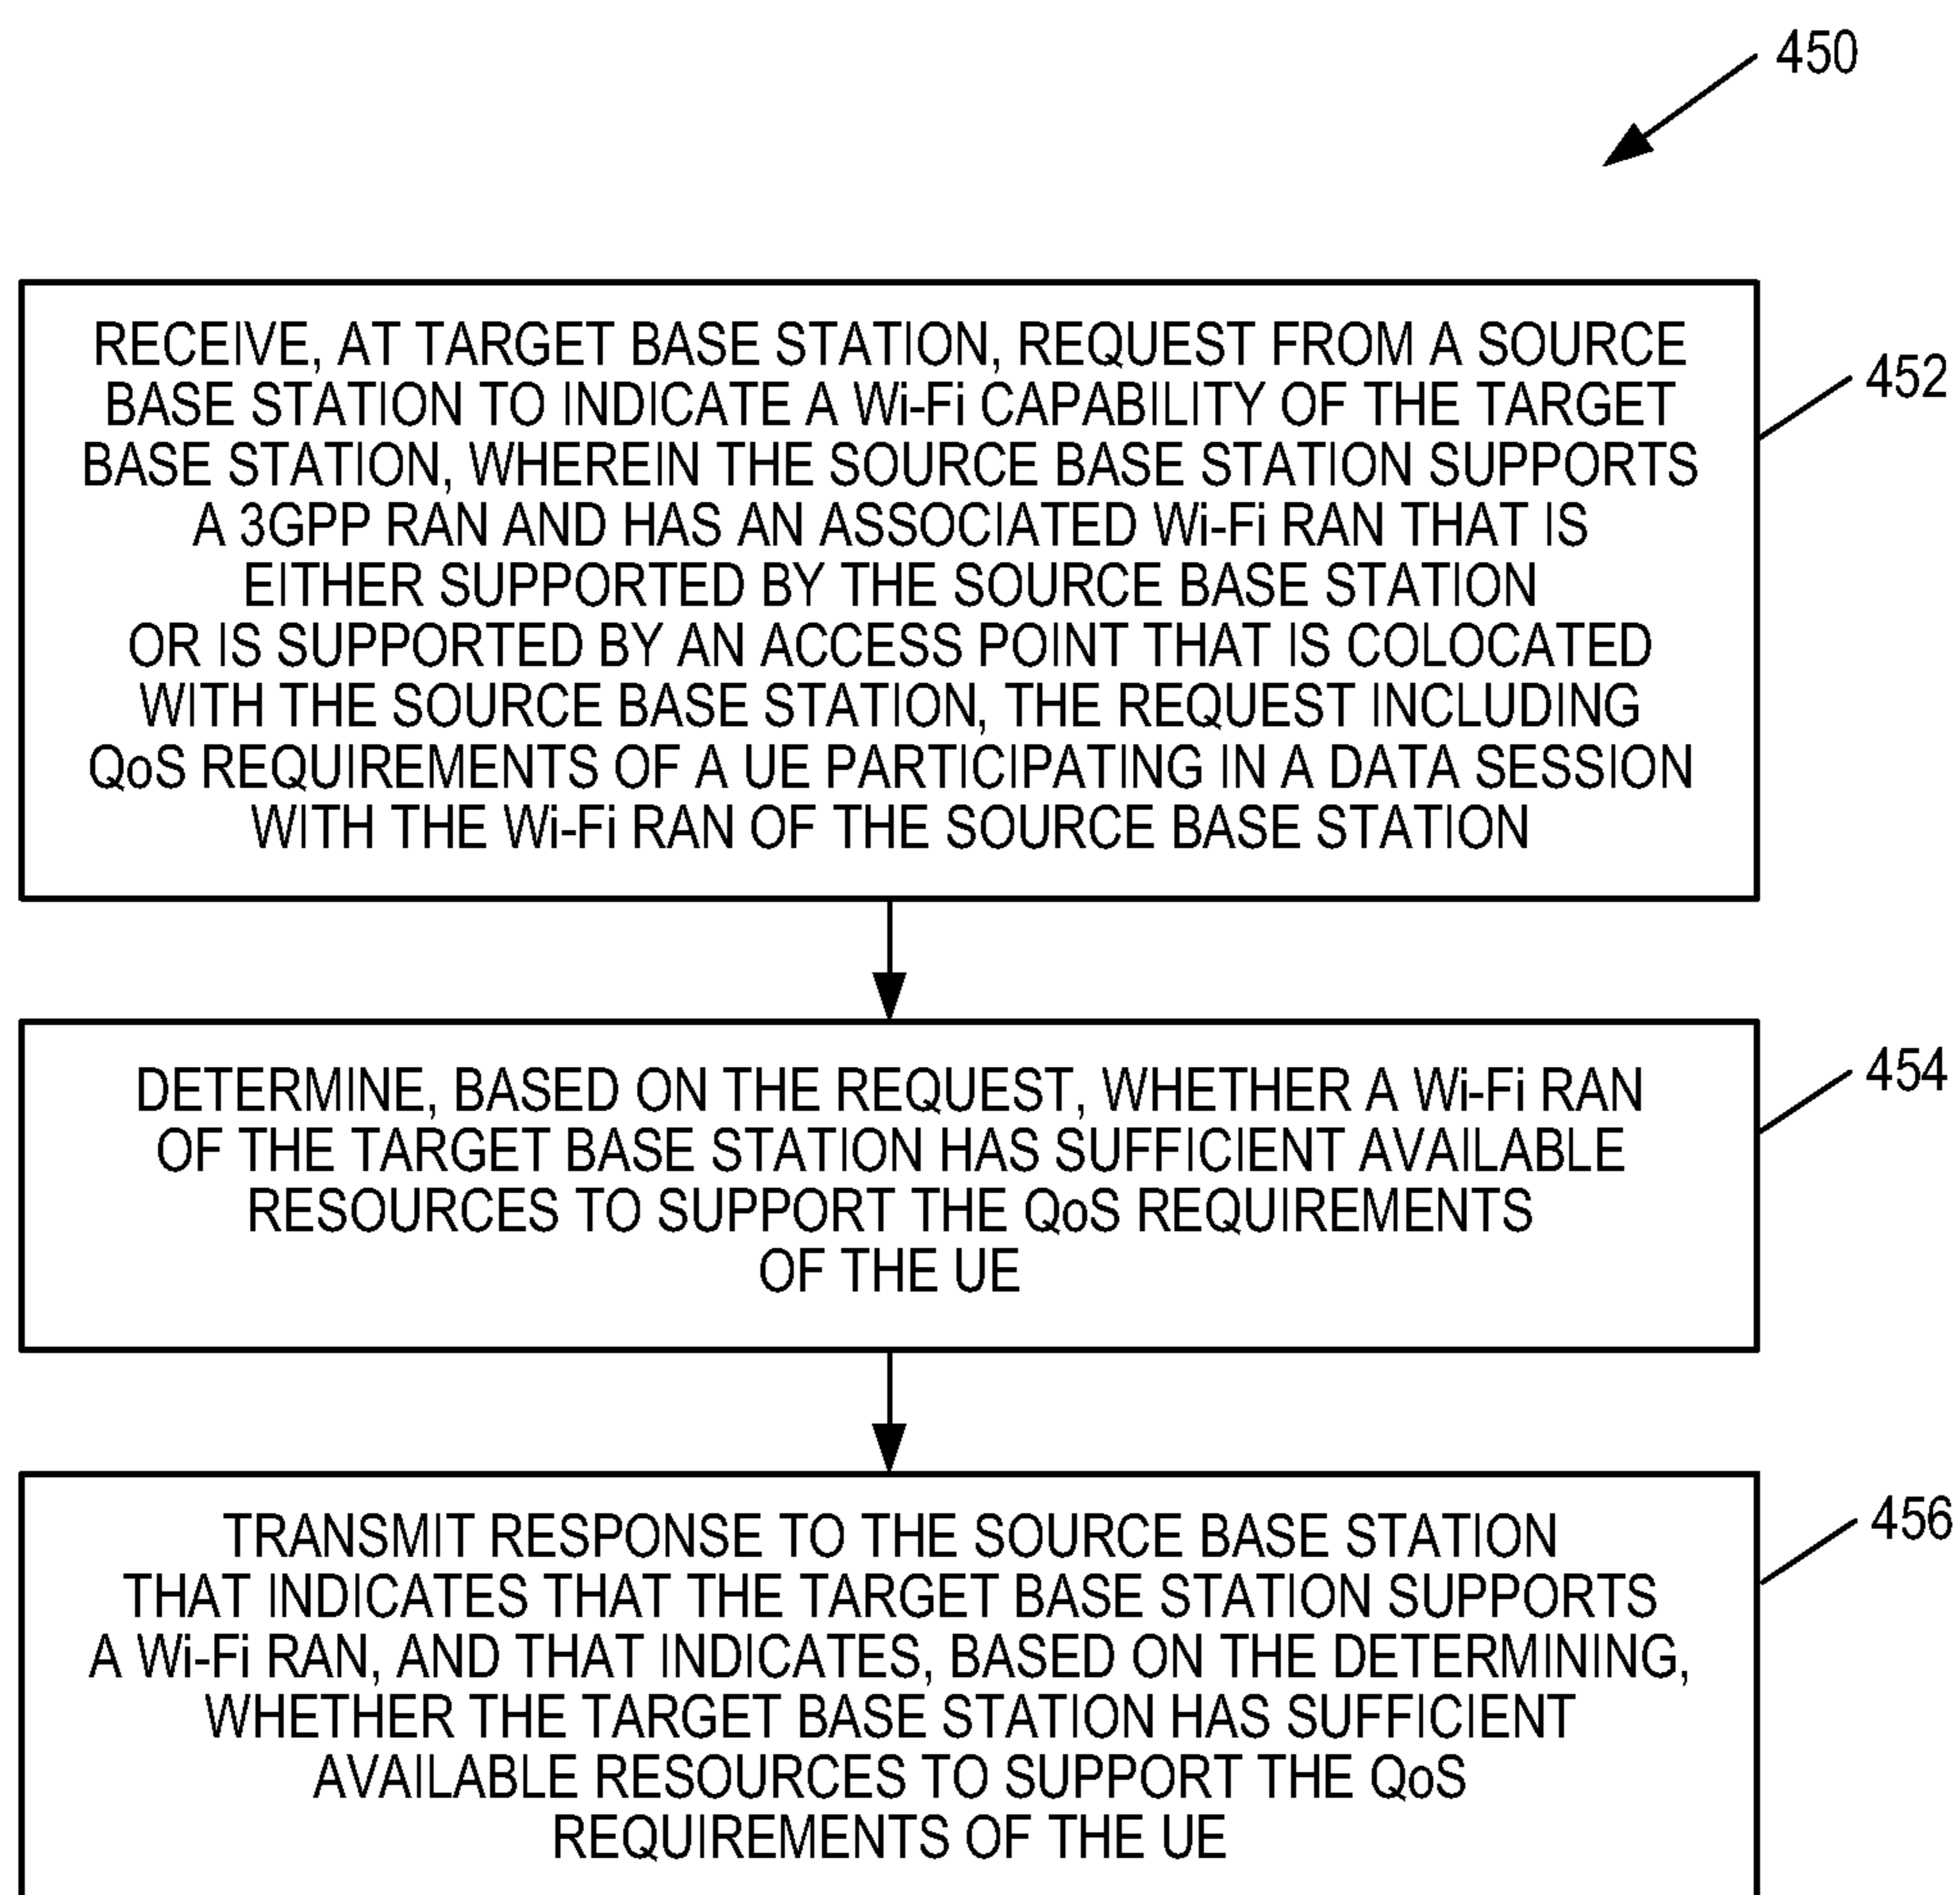 450
RECEIVE, AT TARGET BASE STATION, REQUEST FROM A SOURCE
BASE STATION TO INDICATE A Wi-Fi CAPABILITY OF THE TARGET
BASE STATION, WHEREIN THE SOURCE BASE STATION SUPPORTS
A 3GPP RAN AND HAS AN ASSOCIATED Wi-Fi RAN THAT IS
EITHER SUPPORTED BY THE SOURCE BASE STATION
OR IS SUPPORTED BY AN ACCESS POINT THAT IS COLOCATED
WITH THE SOURCE BASE STATION, THE REQUEST INCLUDING
QoS REQUIREMENTS OF A UE PARTICIPATING IN A DATA SESSION
WITH THE Wi-Fi RAN OF THE SOURCE BASE STATION
452
DETERMINE, BASED ON THE REQUEST, WHETHER A Wi-Fi RAN
OF THE TARGET BASE STATION HAS SUFFICIENT AVAILABLE
RESOURCES TO SUPPORT THE QoS REQUIREMENTS
OF THE UE
454
TRANSMIT RESPONSE TO THE SOURCE BASE STATION
THAT INDICATES THAT THE TARGET BASE STATION SUPPORTS
A Wi-Fi RAN, AND THAT INDICATES, BASED ON THE DETERMINING,
WHETHER THE TARGET BASE STATION HAS SUFFICIENT
AVAILABLE RESOURCES TO SUPPORT THE QoS
REQUIREMENTS OF THE UE
456